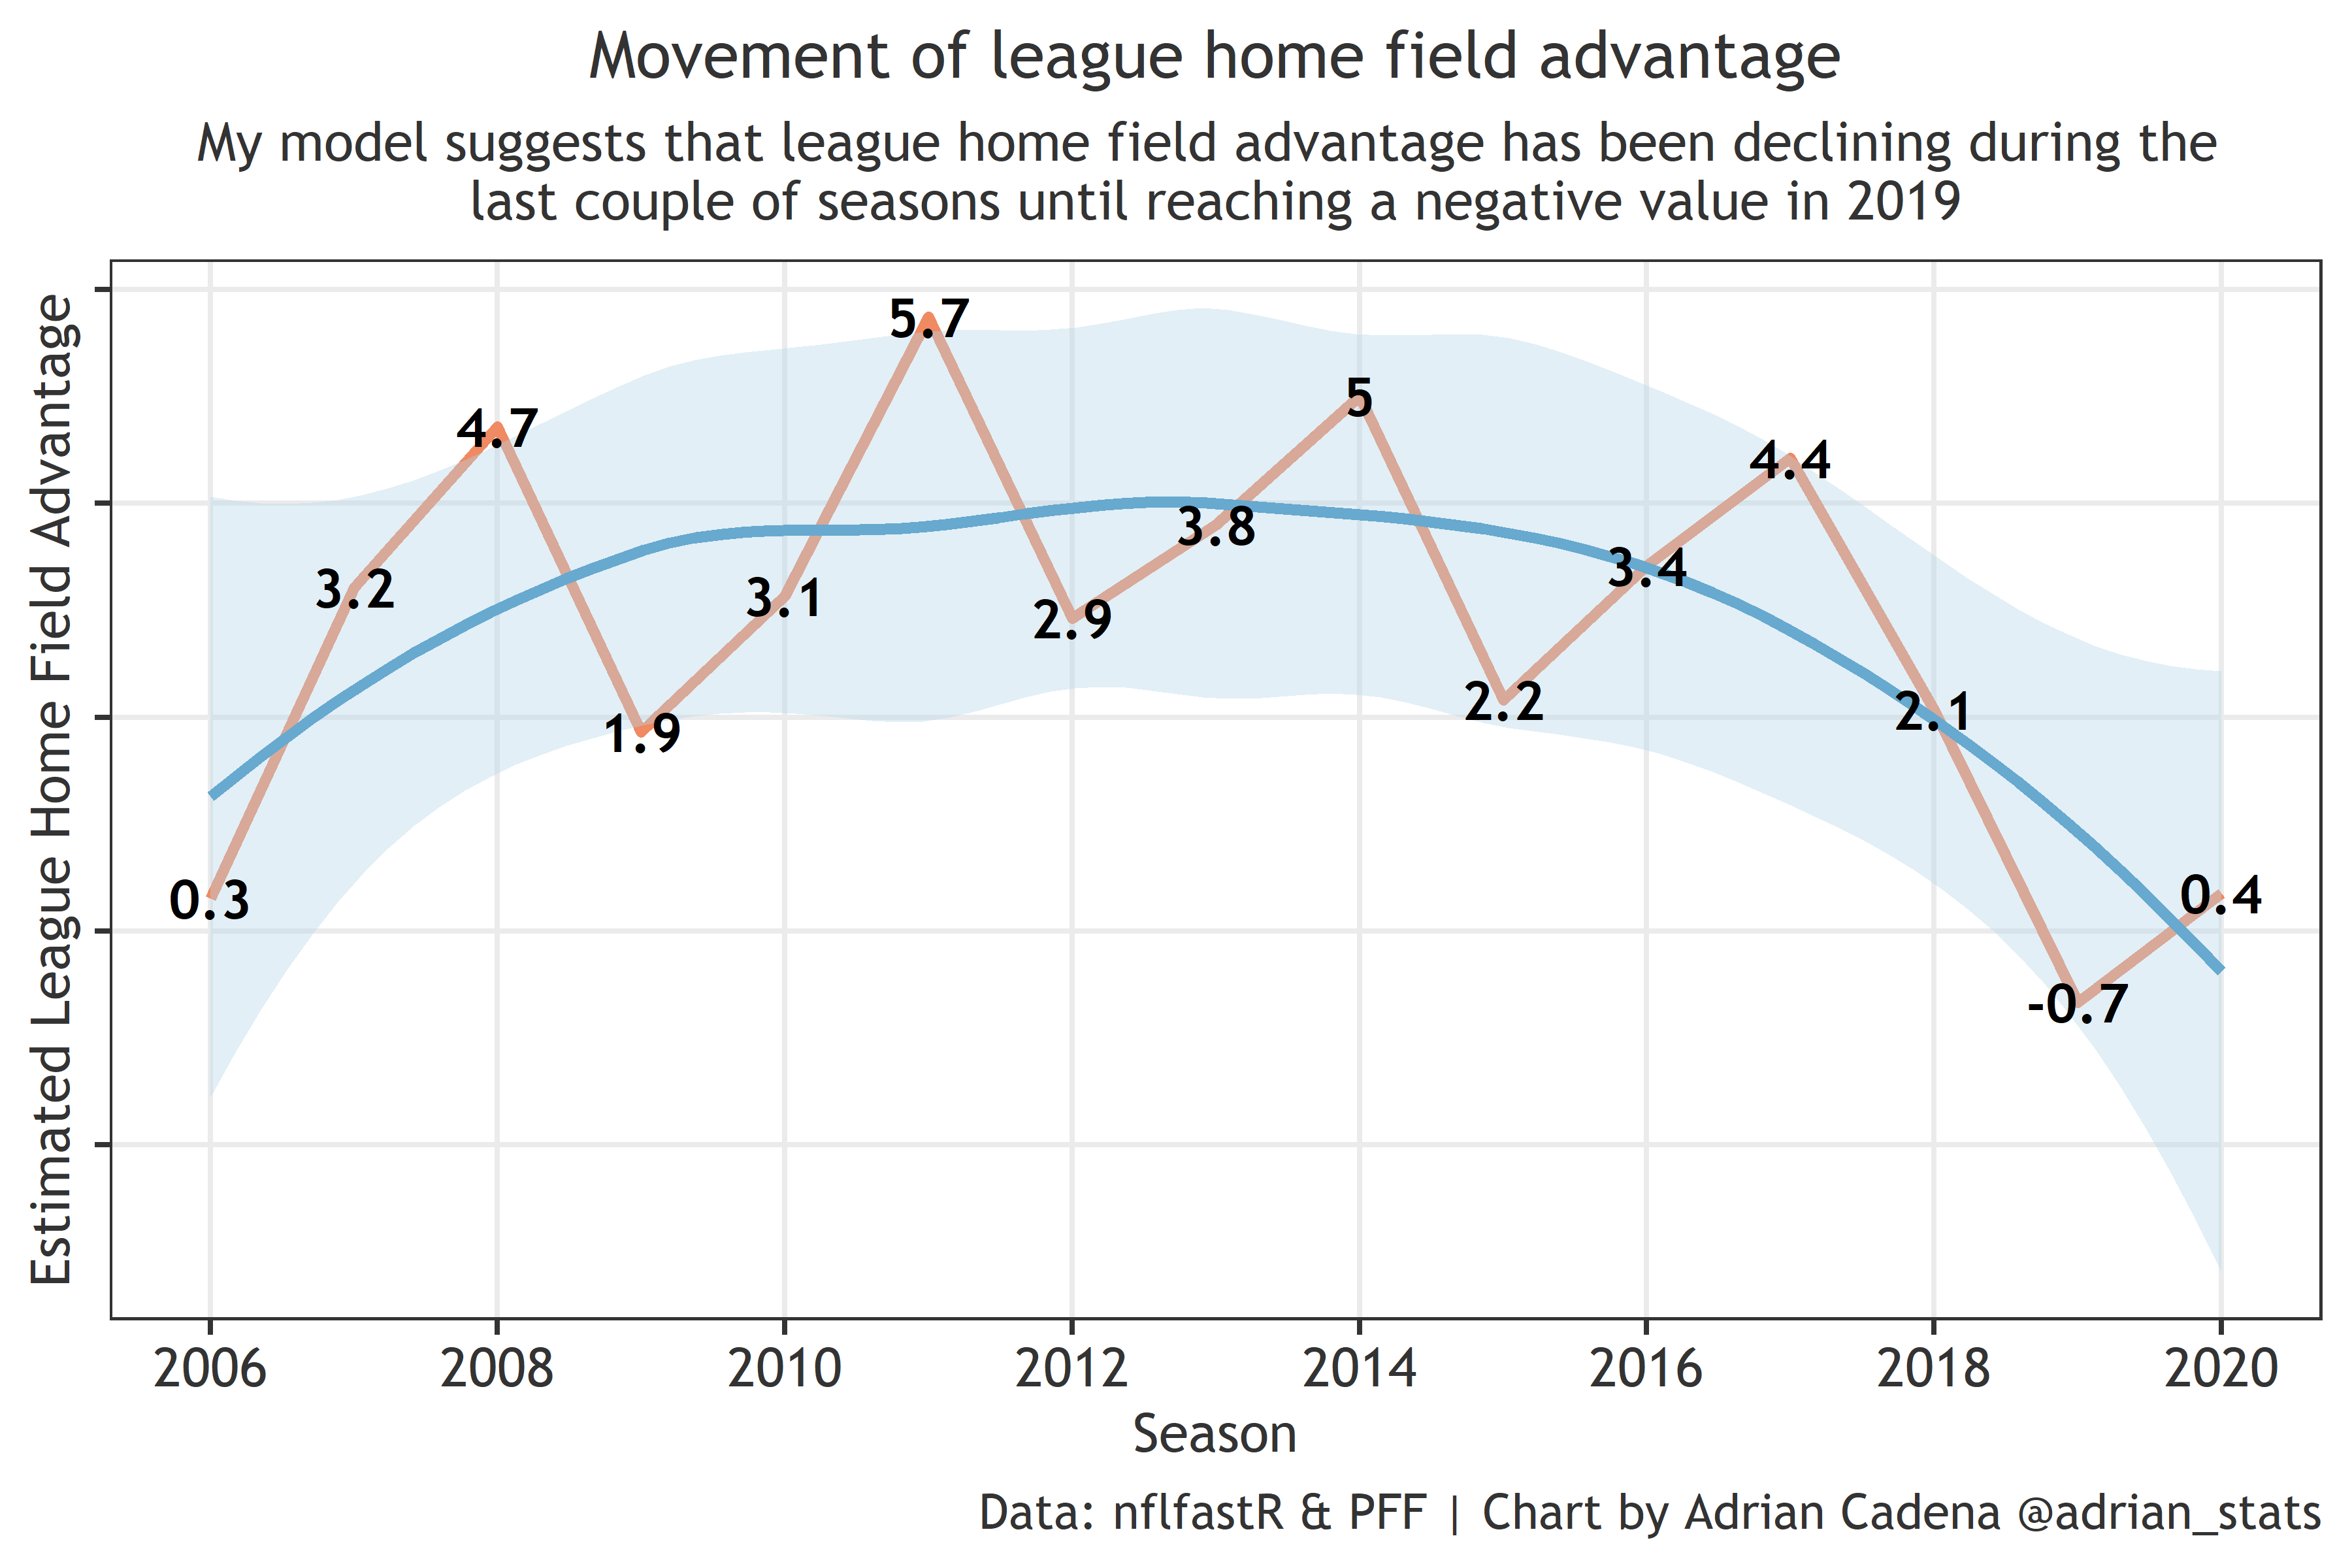 Movement of league home field advantage
My model suggests that league home field advantage has been declining during the
last couple of seasons until reaching a negative value in 2019
Estimated League Home Field Advantage
0.3
3.2
4.7
1.9
3.1
5.7
2.9
3.8
5
2.2
3.4
4.4
2.1
-0.7
0.4
2006 2008 2010 2012 2014 2016 2018 2020
Season
Data: nflfastR & PFF | Chart by Adrian Cadena @adrian_stats